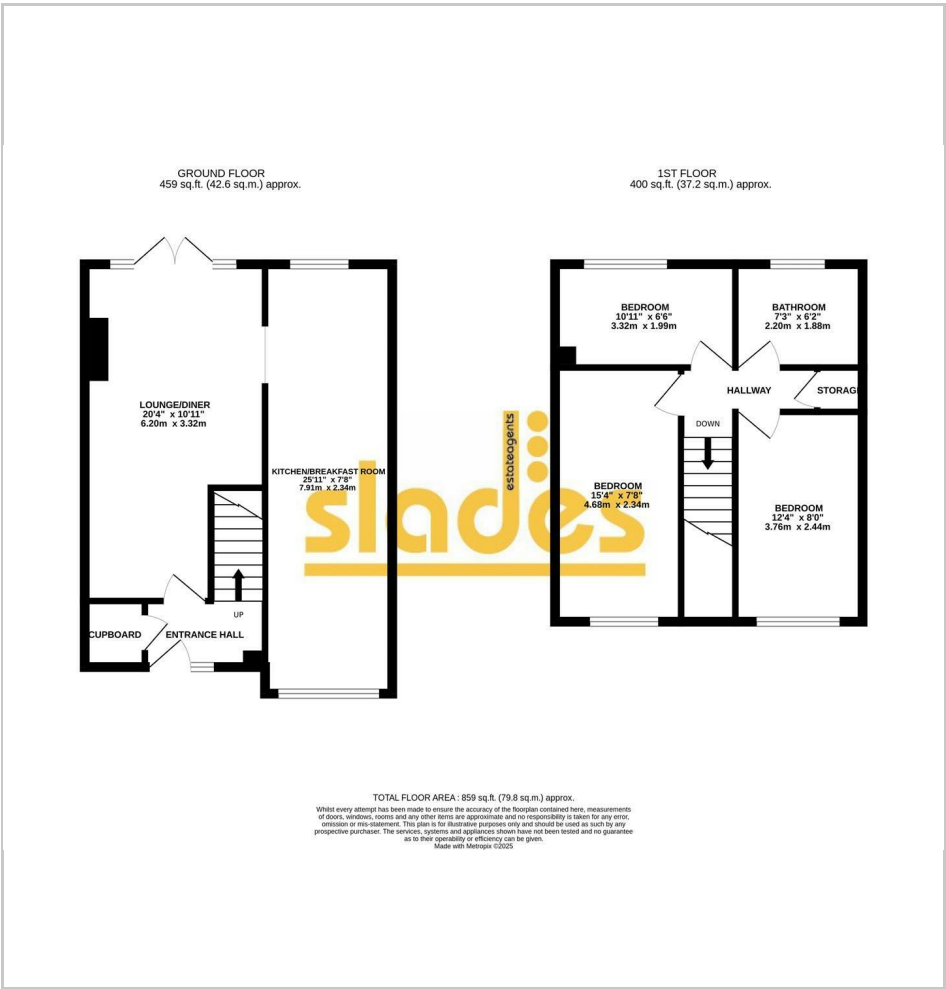 GROUND FLOOR
459 sq.ft. (42.6 sq.m.) approx.
1ST FLOOR
400 sq.ft. (37.2 sq.m.) approx.
LOUNGE/DINER
20'4" x 10'11"
6.20m x 3.32m
KITCHEN/BREAKFAST ROOM
25'11" x 7'8"
7.91m x 2.34m
UP
CUPBOARD
ENTRANCE HALL
BEDROOM
10'11" x 6'6"
3.32m x 1.99m
BATHROOM
7'3" x 6'2"
2.20m x 1.88m
HALLWAY
STORAGE
DOWN
BEDROOM
15'4" x 7'8"
4.68m x 2.34m
BEDROOM
12'4" x 8'0"
3.76m x 2.44m
slades
estateagents
TOTAL FLOOR AREA : 859 sq.ft. (79.8 sq.m.) approx.
Whilst every attempt has been made to ensure the accuracy of the floorplan contained here, measurements
of doors, windows, rooms and any other items are approximate and no responsibility is taken for any error,
omission or mis-statement. This plan is for illustrative purposes only and should be used as such by any
prospective purchaser. The services, systems and appliances shown have not been tested and no guarantee
as to their operability or efficiency can be given.
Made with Metropix ©2025